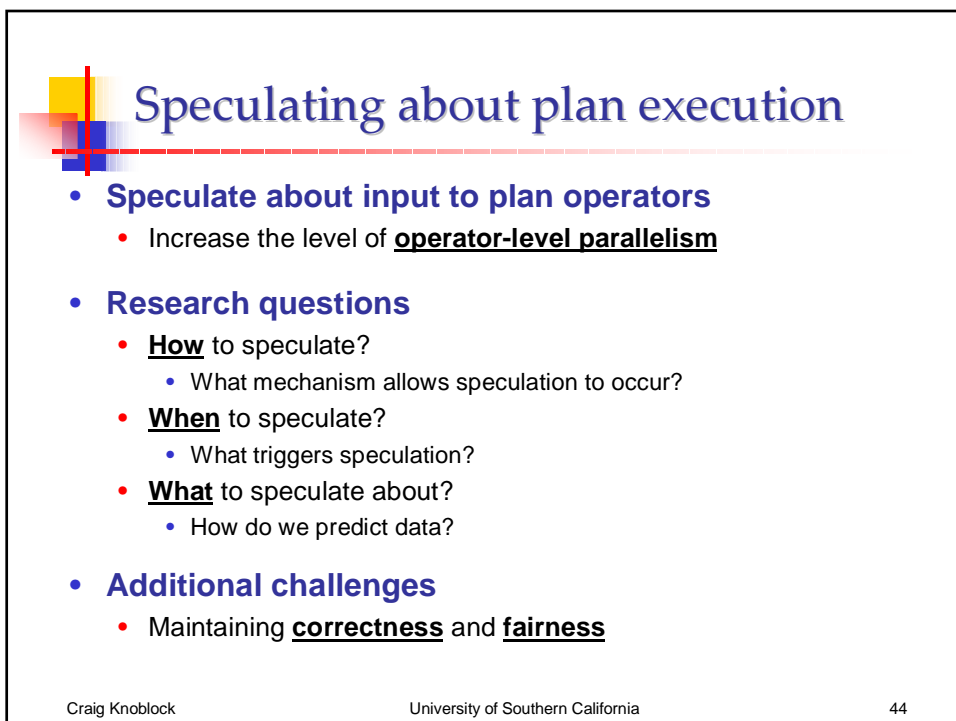 Speculating about plan execution
• Speculate about input to plan operators
• Increase the level of operator-level parallelism
• Research questions
• How to speculate?
• What mechanism allows speculation to occur?
• When to speculate?
• What triggers speculation?
• What to speculate about?
• How do we predict data?
• Additional challenges
• Maintaining correctness and fairness
Craig Knoblock University of Southern California 44